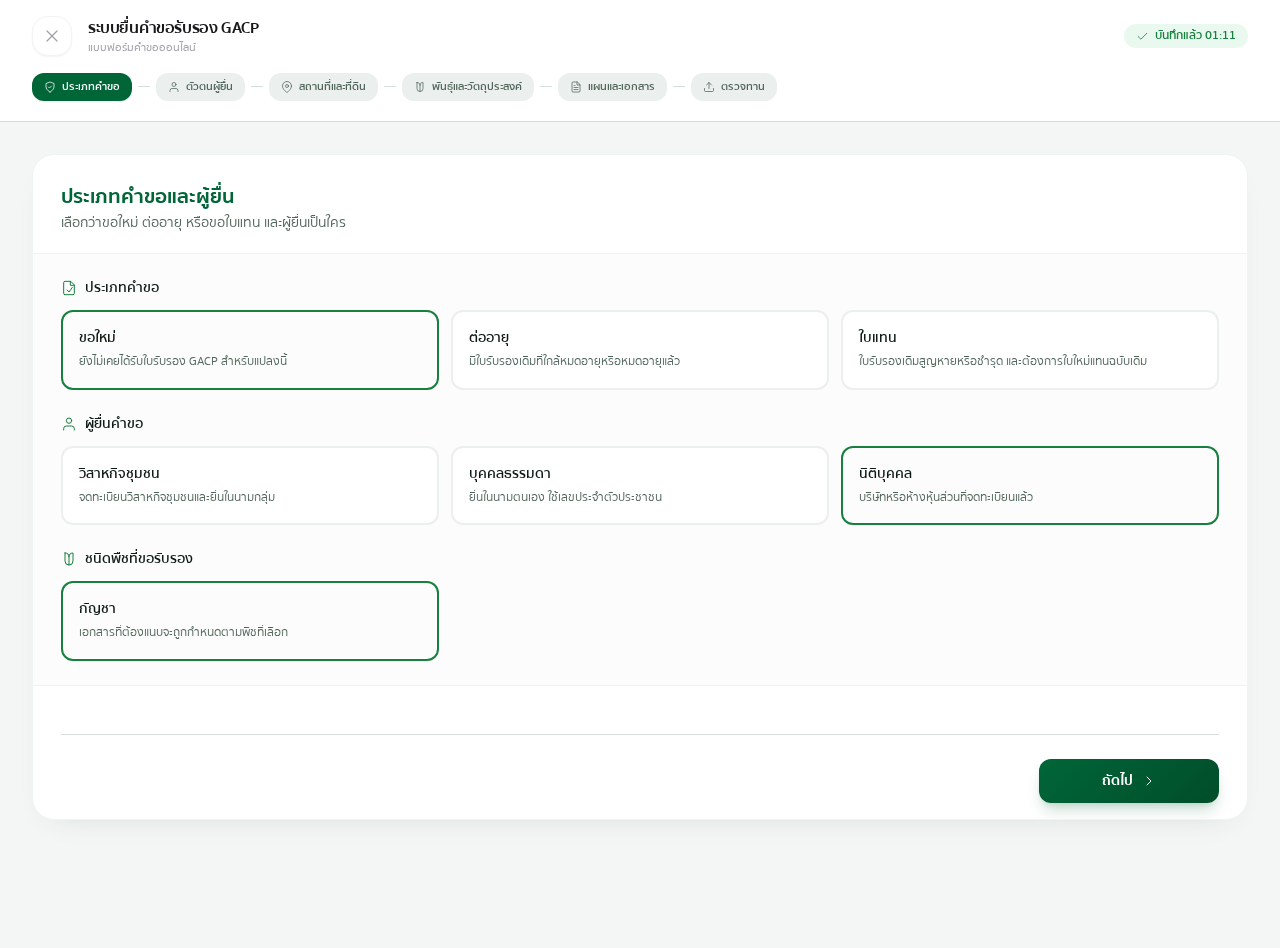 ระบบยื่นคำขอรับรอง GACP
แบบฟอร์มคำขอออนไลน์
บันทึกแล้ว 01:11
ประเภทคำขอ
ตัวตนผู้ยื่น
สถานที่และที่ดิน
พันธุ์และวัตถุประสงค์
แผนและเอกสาร
ตรวจทาน
ประเภทคำขอและผู้ยื่น
เลือกว่าขอใหม่ ต่ออายุ หรือขอใบแทน และผู้ยื่นเป็นใคร
ประเภทคำขอ
ขอใหม่
ยังไม่เคยได้รับใบรับรอง GACP สำหรับแปลงนี้
ต่ออายุ
มีใบรับรองเดิมที่ใกล้หมดอายุหรือหมดอายุแล้ว
ใบแทน
ใบรับรองเดิมสูญหายหรือชำรุด และต้องการใบใหม่แทนฉบับเดิม
ผู้ยื่นคำขอ
วิสาหกิจชุมชน
จดทะเบียนวิสาหกิจชุมชนและยื่นในนามกลุ่ม
บุคคลธรรมดา
ยื่นในนามตนเอง ใช้เลขประจำตัวประชาชน
นิติบุคคล
บริษัทหรือห้างหุ้นส่วนที่จดทะเบียนแล้ว
ชนิดพืชที่ขอรับรอง
กัญชา
เอกสารที่ต้องแนบจะถูกกำหนดตามพืชที่เลือก
ถัดไป